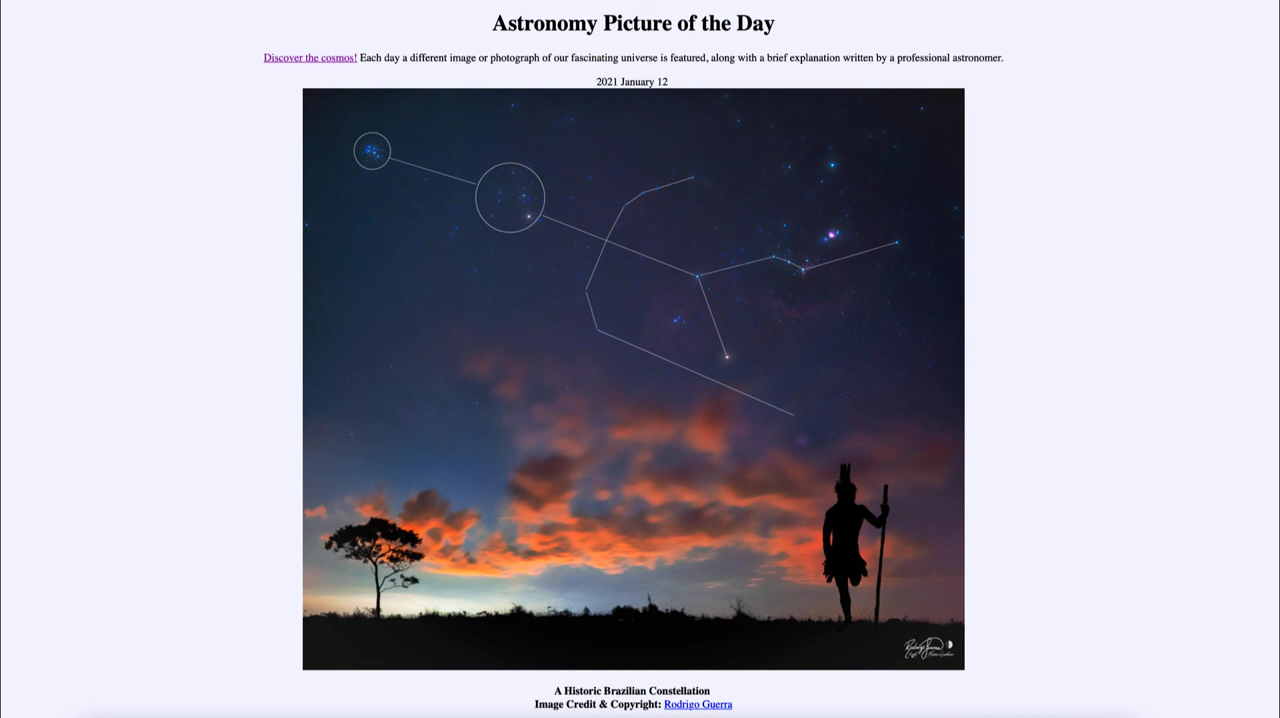 Astronomy Picture of the Day
Discover the cosmos! Each day a different image or photograph of our fascinating universe is featured, along with a brief explanation written by a professional astronomer.
2021 January 12
A Historic Brazilian Constellation
Image Credit & Copyright: Rodrigo Guerra